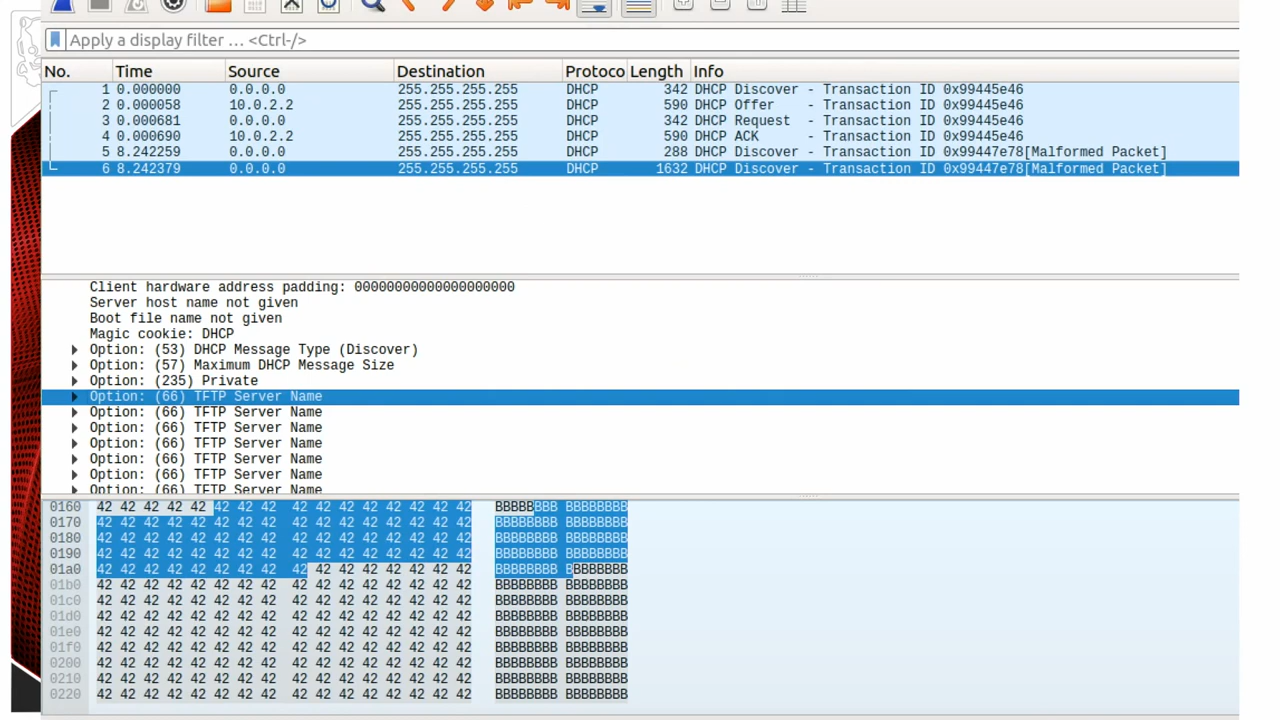 Apply a display filter … <Ctrl-/>
No. Time Source Destination Protoco Length Info
1 0.000000 0.0.0.0 255.255.255.255 DHCP 342 DHCP Discover - Transaction ID 0x99445e46
2 0.000058 10.0.2.2 255.255.255.255 DHCP 590 DHCP Offer - Transaction ID 0x99445e46
3 0.000681 0.0.0.0 255.255.255.255 DHCP 342 DHCP Request - Transaction ID 0x99445e46
4 0.000690 10.0.2.2 255.255.255.255 DHCP 590 DHCP ACK - Transaction ID 0x99445e46
5 8.242259 0.0.0.0 255.255.255.255 DHCP 288 DHCP Discover - Transaction ID 0x99447e78[Malformed Packet]
6 8.242379 0.0.0.0 255.255.255.255 DHCP 1632 DHCP Discover - Transaction ID 0x99447e78[Malformed Packet]
Client hardware address padding: 00000000000000000000
Server host name not given
Boot file name not given
Magic cookie: DHCP
Option: (53) DHCP Message Type (Discover)
Option: (57) Maximum DHCP Message Size
Option: (235) Private
Option: (66) TFTP Server Name
Option: (66) TFTP Server Name
Option: (66) TFTP Server Name
Option: (66) TFTP Server Name
Option: (66) TFTP Server Name
Option: (66) TFTP Server Name
Option: (66) TFTP Server Name
0160 42 42 42 42 42 42 42 42 42 42 42 42 42 42 42 42 BBBBBBBB BBBBBBBB
0170 42 42 42 42 42 42 42 42 42 42 42 42 42 42 42 42 BBBBBBBB BBBBBBBB
0180 42 42 42 42 42 42 42 42 42 42 42 42 42 42 42 42 BBBBBBBB BBBBBBBB
0190 42 42 42 42 42 42 42 42 42 42 42 42 42 42 42 42 BBBBBBBB BBBBBBBB
01a0 42 42 42 42 42 42 42 42 42 42 42 42 42 42 42 42 BBBBBBBB BBBBBBBB
01b0 42 42 42 42 42 42 42 42 42 42 42 42 42 42 42 42 BBBBBBBB BBBBBBBB
01c0 42 42 42 42 42 42 42 42 42 42 42 42 42 42 42 42 BBBBBBBB BBBBBBBB
01d0 42 42 42 42 42 42 42 42 42 42 42 42 42 42 42 42 BBBBBBBB BBBBBBBB
01e0 42 42 42 42 42 42 42 42 42 42 42 42 42 42 42 42 BBBBBBBB BBBBBBBB
01f0 42 42 42 42 42 42 42 42 42 42 42 42 42 42 42 42 BBBBBBBB BBBBBBBB
0200 42 42 42 42 42 42 42 42 42 42 42 42 42 42 42 42 BBBBBBBB BBBBBBBB
0210 42 42 42 42 42 42 42 42 42 42 42 42 42 42 42 42 BBBBBBBB BBBBBBBB
0220 42 42 42 42 42 42 42 42 42 42 42 42 42 42 42 42 BBBBBBBB BBBBBBBB